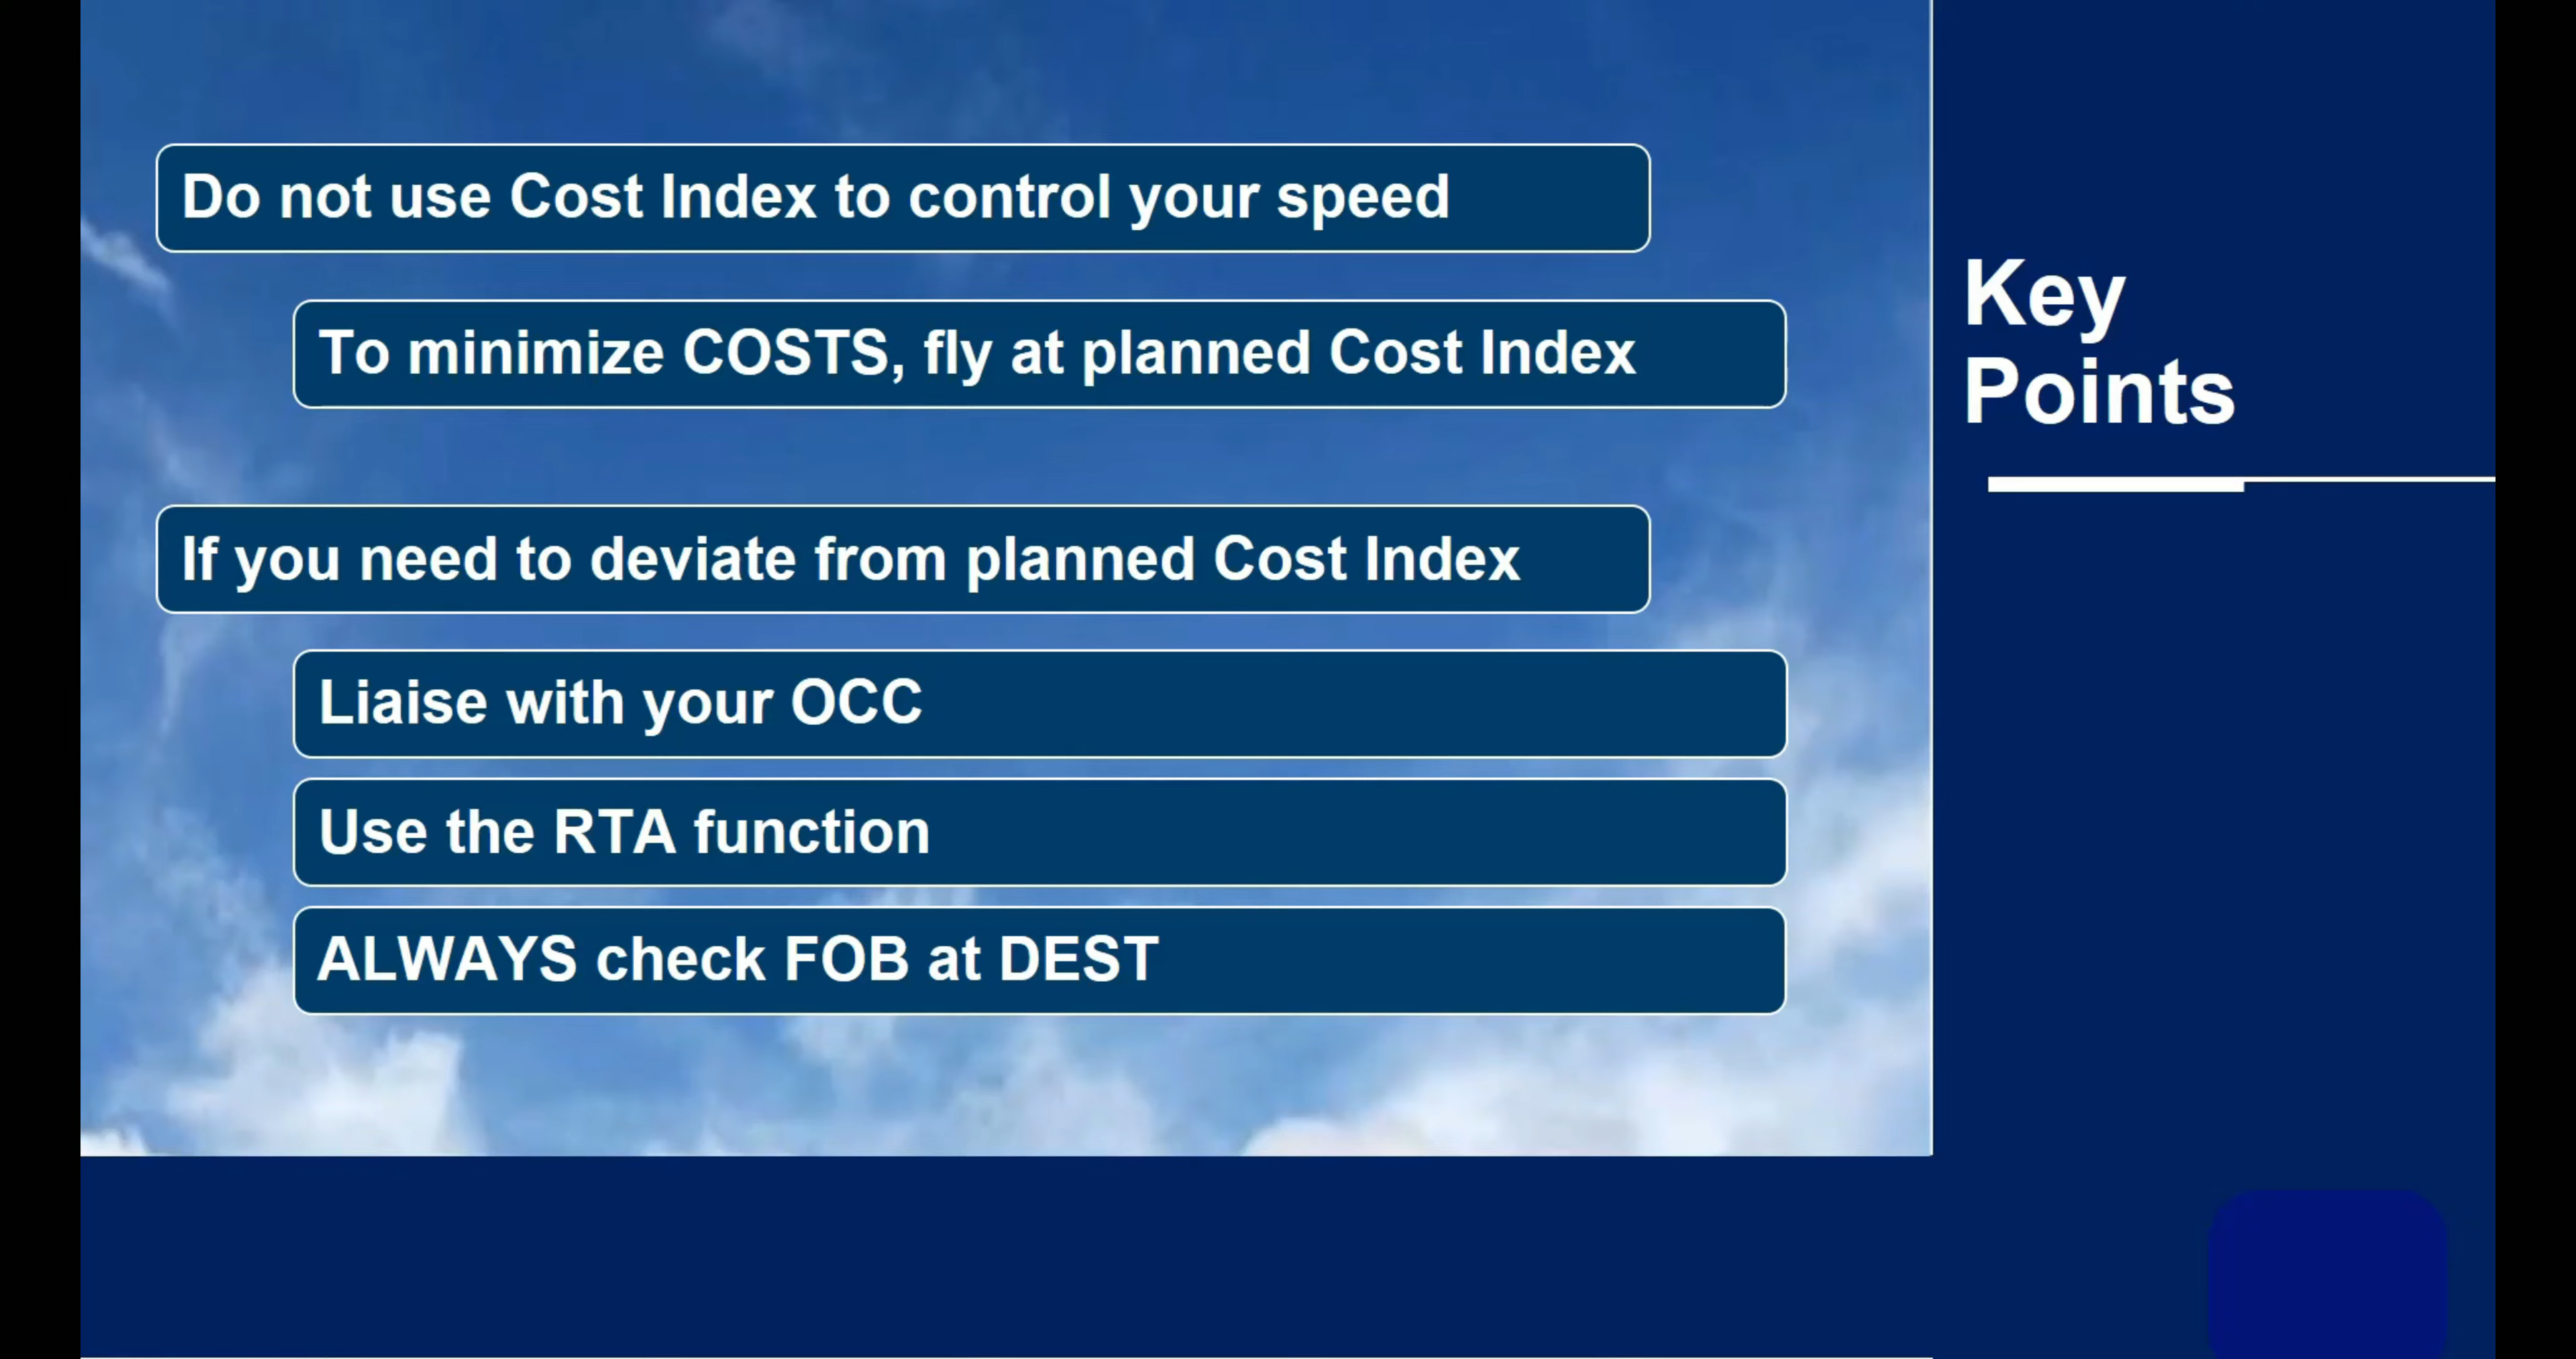 Do not use Cost Index to control your speed
To minimize COSTS, fly at planned Cost Index
If you need to deviate from planned Cost Index
Liaise with your OCC
Use the RTA function
ALWAYS check FOB at DEST
Key
Points